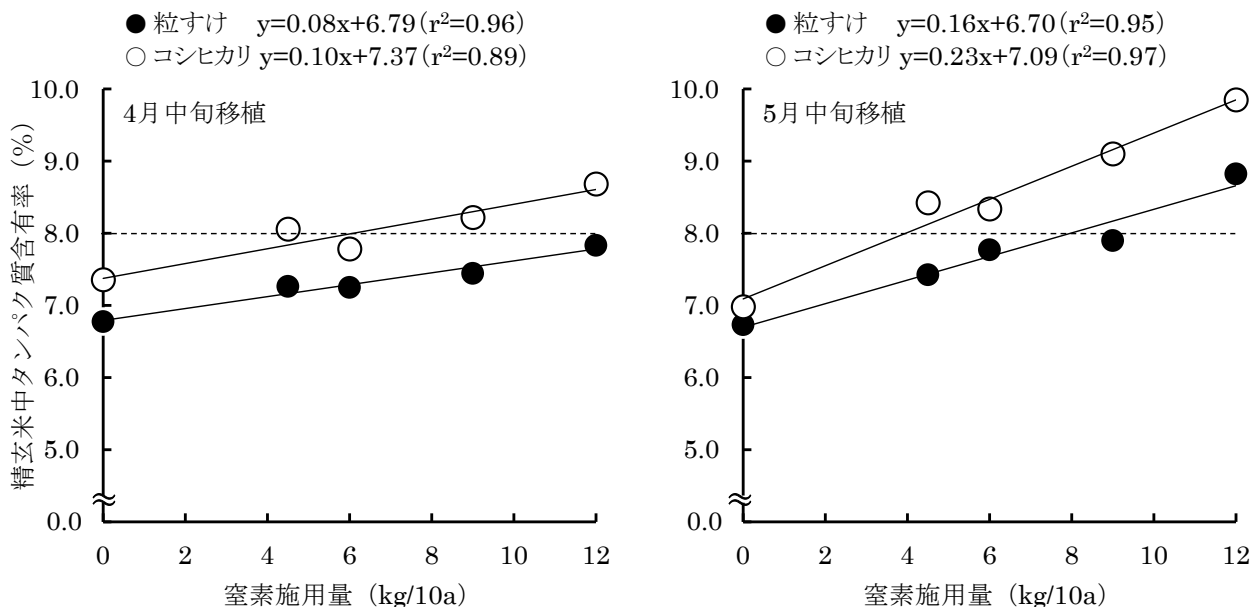 ● 粒すけ y=0.08x+6.79(r²=0.96)
○ コシヒカリ y=0.10x+7.37(r²=0.89)
4月中旬移植
精玄米中タンパク質含有率 (%)
10.0
9.0
8.0
7.0
6.0
5.0
0.0
0 2 4 6 8 10 12
窒素施用量 (kg/10a)
● 粒すけ y=0.16x+6.70(r²=0.95)
○ コシヒカリ y=0.23x+7.09(r²=0.97)
5月中旬移植
10.0
9.0
8.0
7.0
6.0
5.0
0.0
0 2 4 6 8 10 12
窒素施用量 (kg/10a)